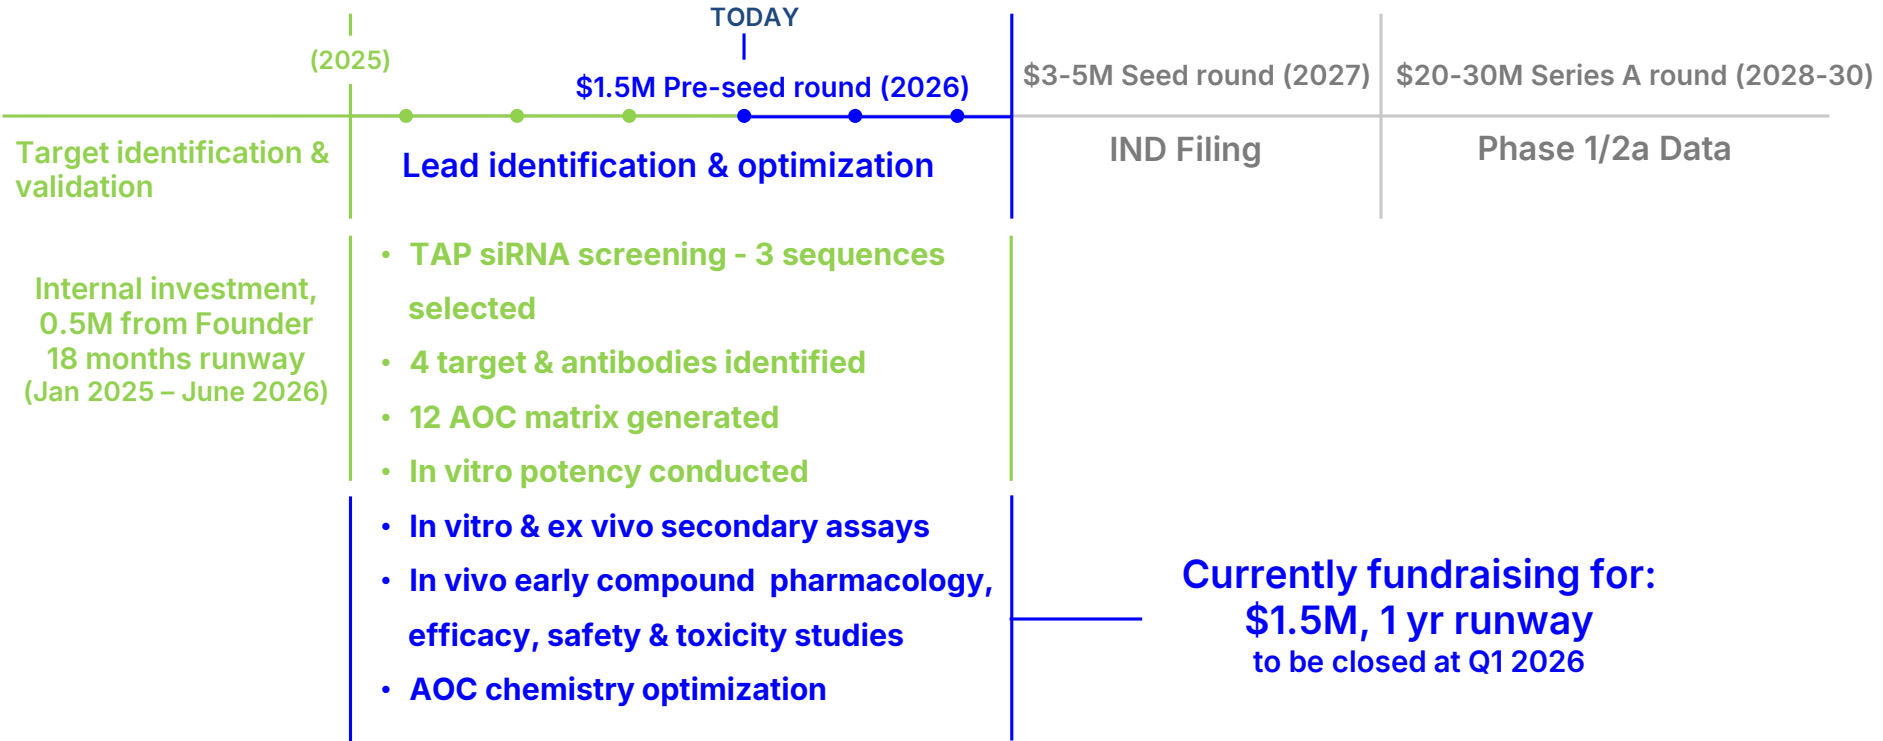 TODAY
(2025)
$1.5M Pre-seed round (2026)
$3-5M Seed round (2027)
$20-30M Series A round (2028-30)
Target identification &
validation
Lead identification & optimization
IND Filing
Phase 1/2a Data
Internal investment,
0.5M from Founder
18 months runway
(Jan 2025 – June 2026)
• TAP siRNA screening - 3 sequences
selected
• 4 target & antibodies identified
• 12 AOC matrix generated
• In vitro potency conducted
• In vitro & ex vivo secondary assays
• In vivo early compound  pharmacology,
efficacy, safety & toxicity studies
• AOC chemistry optimization
Currently fundraising for:
$1.5M, 1 yr runway
to be closed at Q1 2026